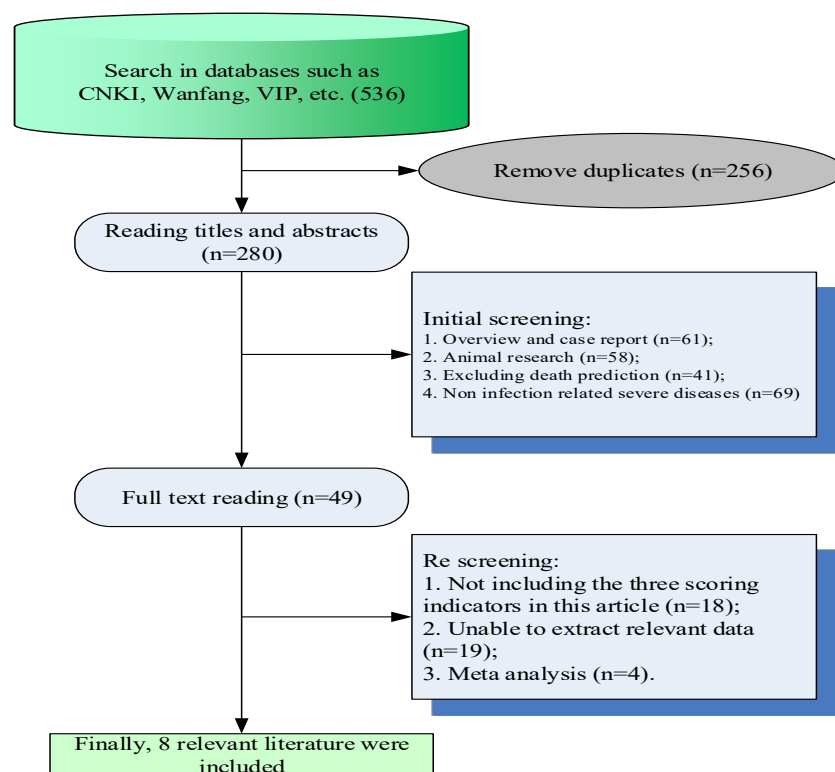 Search in databases such as
CNKI, Wanfang, VIP, etc. (536)
Remove duplicates (n=256)
Reading titles and abstracts
(n=280)
Initial screening:
1. Overview and case report (n=61);
2. Animal research (n=58);
3. Excluding death prediction (n=41);
4. Non infection related severe diseases (n=69)
Full text reading (n=49)
Re screening:
1. Not including the three scoring
indicators in this article (n=18);
2. Unable to extract relevant data
(n=19);
3. Meta analysis (n=4).
Finally, 8 relevant literature were
included